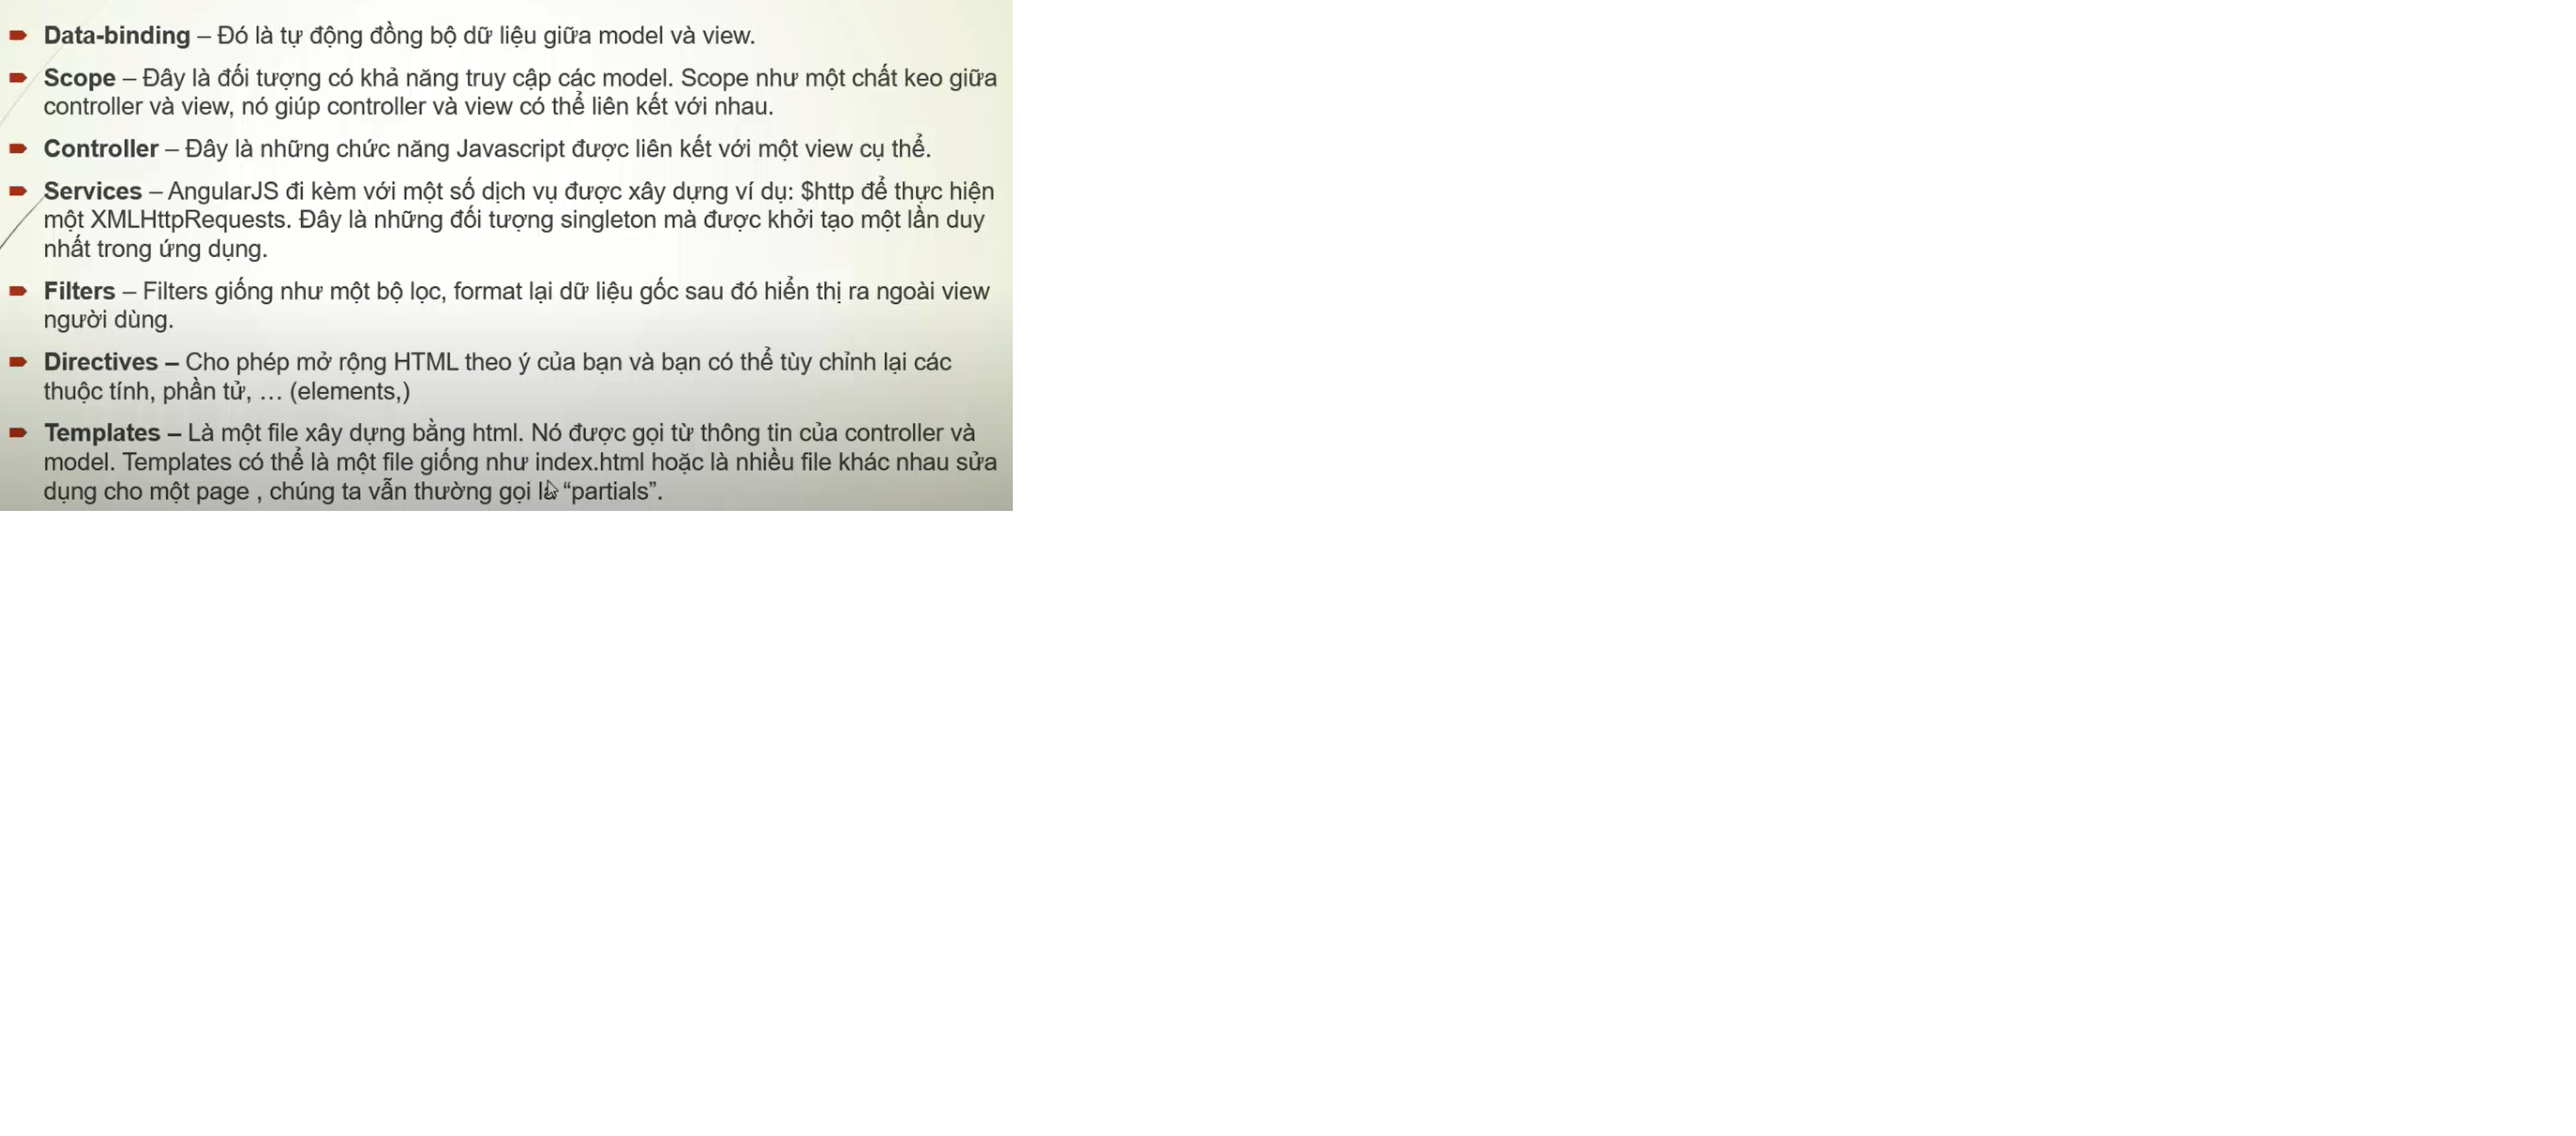 Data-binding – Đó là tự động đồng bộ dữ liệu giữa model và view.
Scope – Đây là đối tượng có khả năng truy cập các model. Scope như một chất keo giữa
controller và view, nó giúp controller và view có thể liên kết với nhau.
Controller – Đây là những chức năng Javascript được liên kết với một view cụ thể.
Services – AngularJS đi kèm với một số dịch vụ được xây dựng ví dụ: $http để thực hiện
một XMLHttpRequests. Đây là những đối tượng singleton mà được khởi tạo một lần duy
nhất trong ứng dụng.
Filters – Filters giống như một bộ lọc, format lại dữ liệu gốc sau đó hiển thị ra ngoài view
người dùng.
Directives – Cho phép mở rộng HTML theo ý của bạn và bạn có thể tùy chỉnh lại các
thuộc tính, phần tử, … (elements,)
Templates – Là một file xây dựng bằng html. Nó được gọi từ thông tin của controller và
model. Templates có thể là một file giống như index.html hoặc là nhiều file khác nhau sửa
dụng cho một page , chúng ta vẫn thường gọi là “partials”.